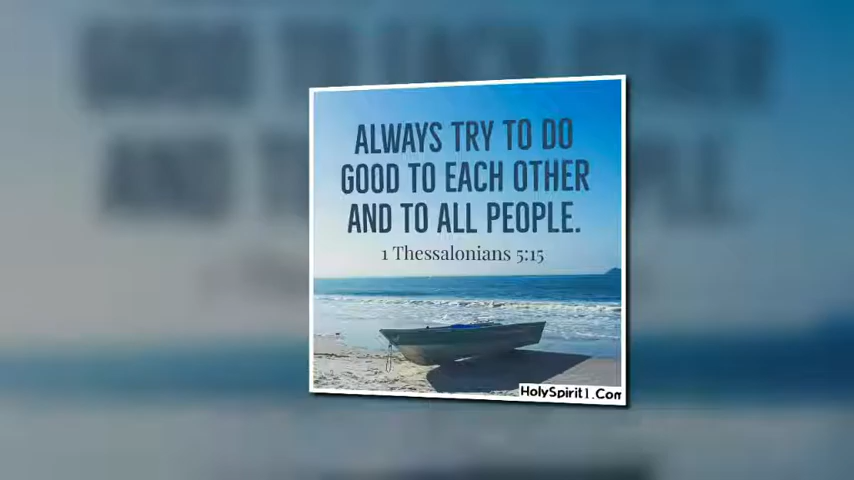 ALWAYS TRY TO DO
GOOD TO EACH OTHER
AND TO ALL PEOPLE.
1 Thessalonians 5:15
HolySpirit1.Com